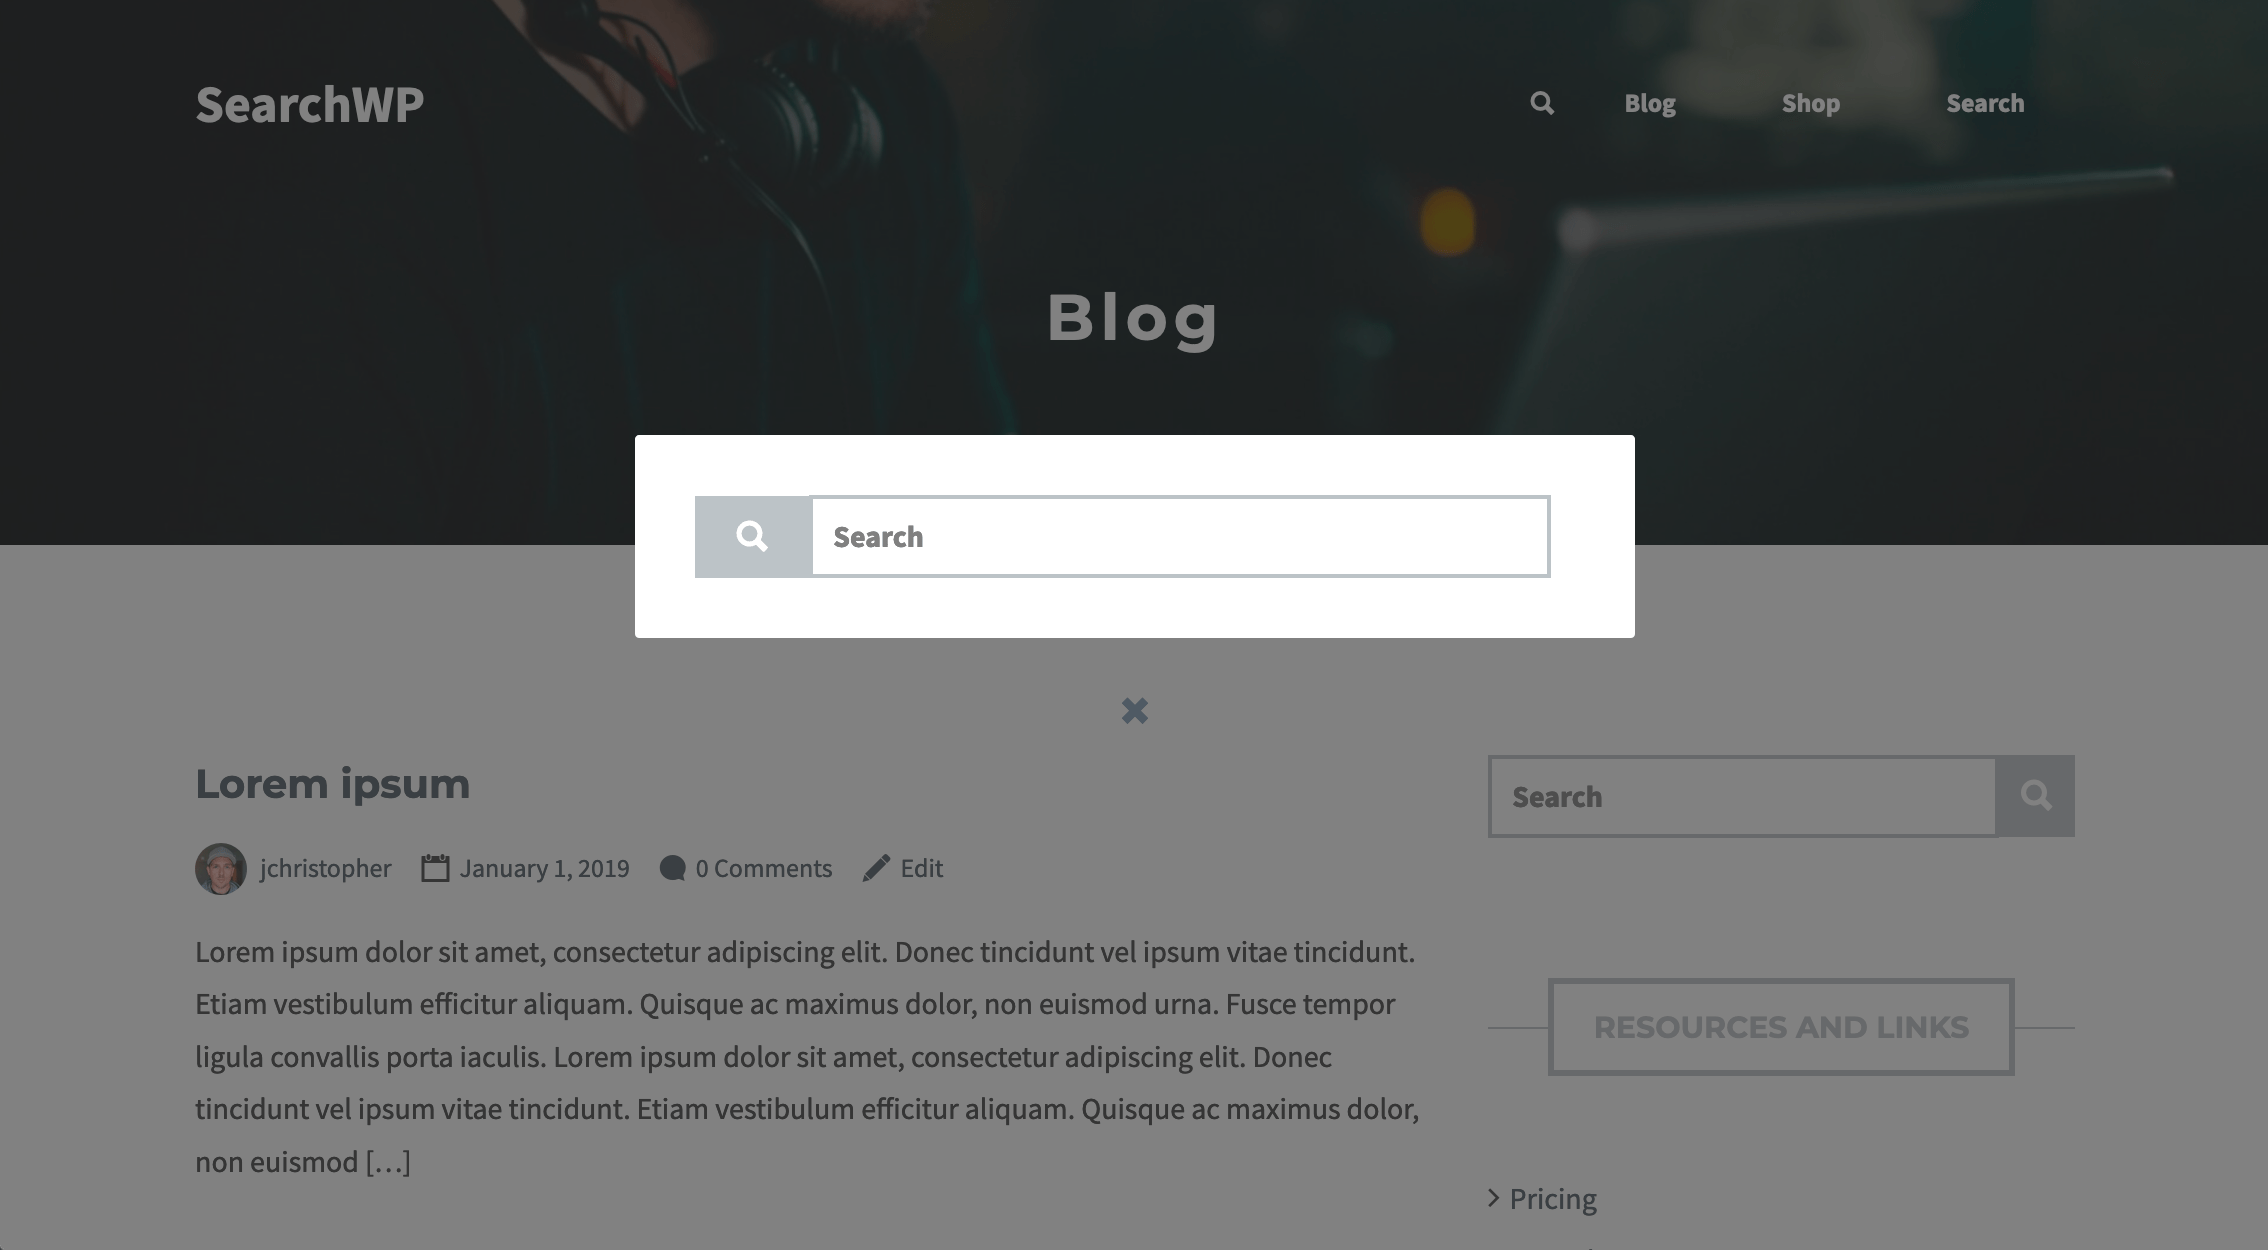 SearchWP
Blog
Shop
Search
Blog
Search
Lorem ipsum
jchristopher January 1, 2019 0 Comments Edit
Lorem ipsum dolor sit amet, consectetur adipiscing elit. Donec tincidunt vel ipsum vitae tincidunt.
Etiam vestibulum efficitur aliquam. Quisque ac maximus dolor, non euismod urna. Fusce tempor
ligula convallis porta iaculis. Lorem ipsum dolor sit amet, consectetur adipiscing elit. Donec
tincidunt vel ipsum vitae tincidunt. Etiam vestibulum efficitur aliquam. Quisque ac maximus dolor,
non euismod […]
Search
RESOURCES AND LINKS
Pricing